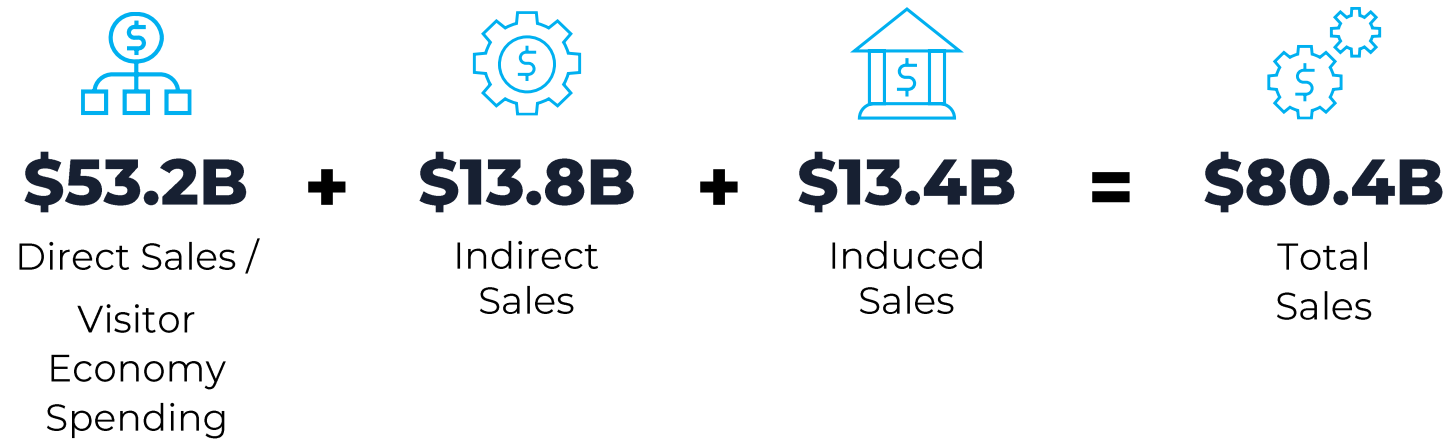 $53.2B + $13.8B + $13.4B = $80.4B
Direct Sales /
Visitor
Economy
Spending
Indirect
Sales
Induced
Sales
Total
Sales